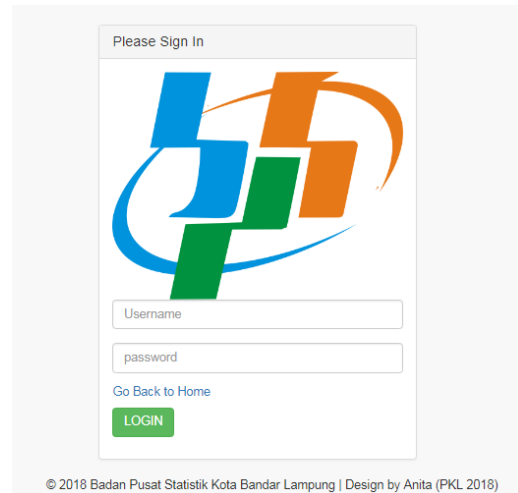 Please Sign In
Username
password
Go Back to Home
LOGIN
© 2018 Badan Pusat Statistik Kota Bandar Lampung | Design by Anita (PKL 2018)